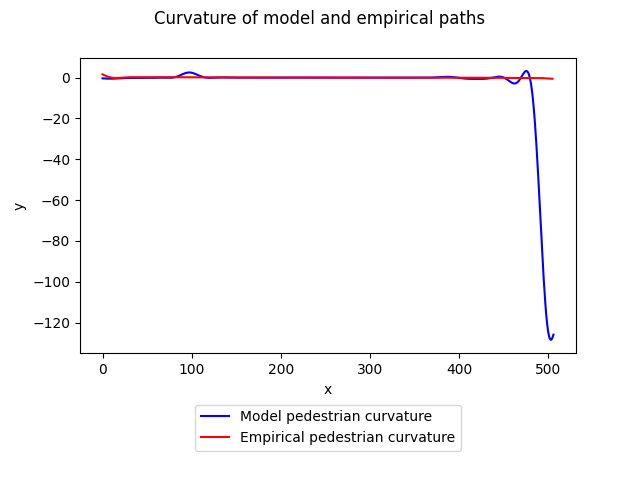 Curvature of model and empirical paths
0
−20
−40
−60
−80
−100
−120
y
0 100 200 300 400 500
x
Model pedestrian curvature
Empirical pedestrian curvature